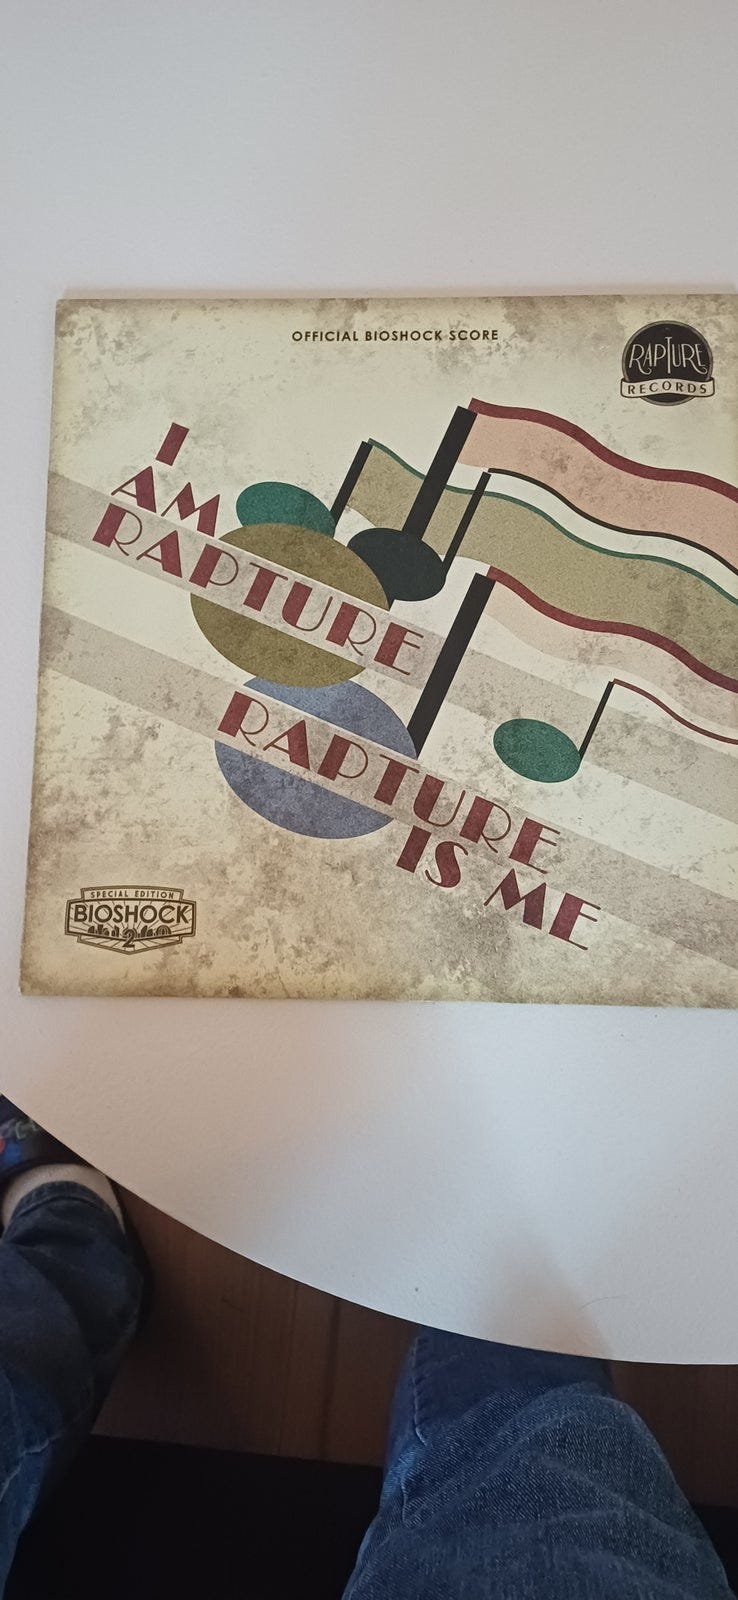 OFFICIAL BIOSHOCK SCORE
RAPTURE
RECORDS
I
AM
RAPTURE
RAPTURE
IS ME
SPECIAL EDITION
BIOSHOCK
2